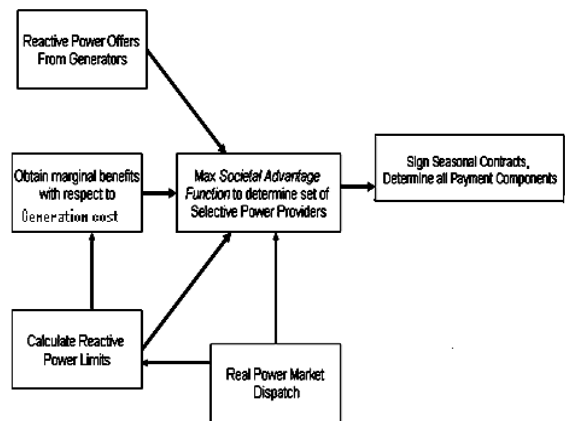 Reactive Power Offers
From Generators
Obtain marginal benefits
with respect to
Generation cost
Max Societal Advantage
Function to determine set of
Selective Power Providers
Sign Seasonal Contracts,
Determine all Payment Components
Calculate Reactive
Power Limits
Real Power Market
Dispatch